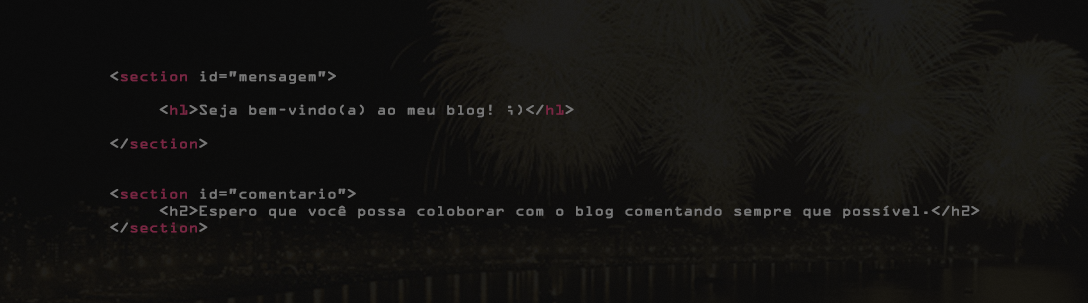 <section id="mensagem">
<h1>Seja bem-vindo(a) ao meu blog! ;)</h1>
</section>
<section id="comentario">
<h2>Espero que você possa coloborar com o blog comentando sempre que possível.</h2>
</section>